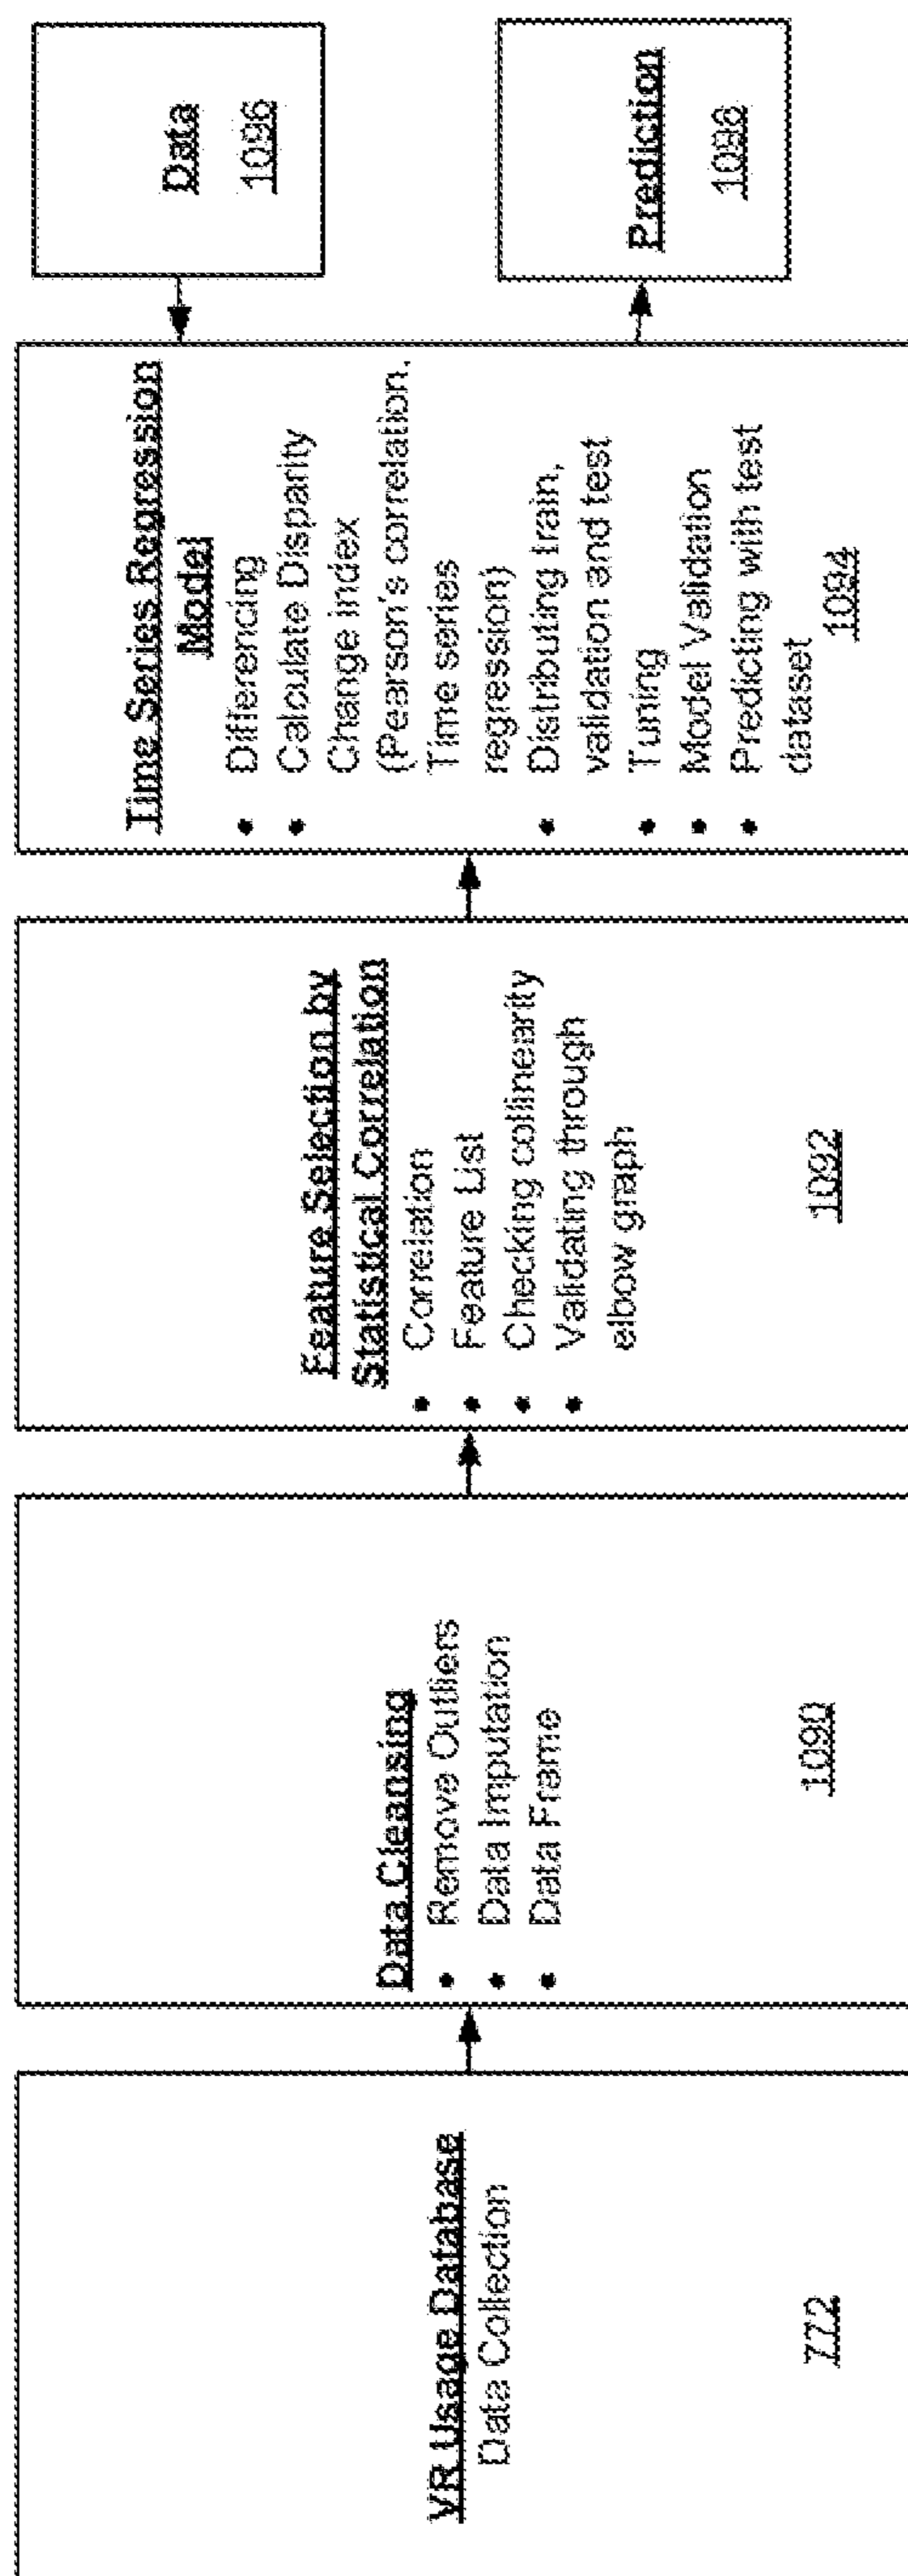 VR Usage Database
Data Collection
772
Data Cleansing
• Remove Outliers
• Data Imputation
• Data Frame
1090
Feature Selection by
Statistical Correlation
• Correlation
• Feature List
• Checking collinearity
• Validating through
elbow graph
1092
Time Series Regression
Model
• Differencing
• Calculate Disparity
Change index
(Pearson's correlation,
Time series
regression)
• Distributing train,
validation and test
• Tuning
• Model Validation
• Predicting with test
dataset
1094
Data
1096
Prediction
1098